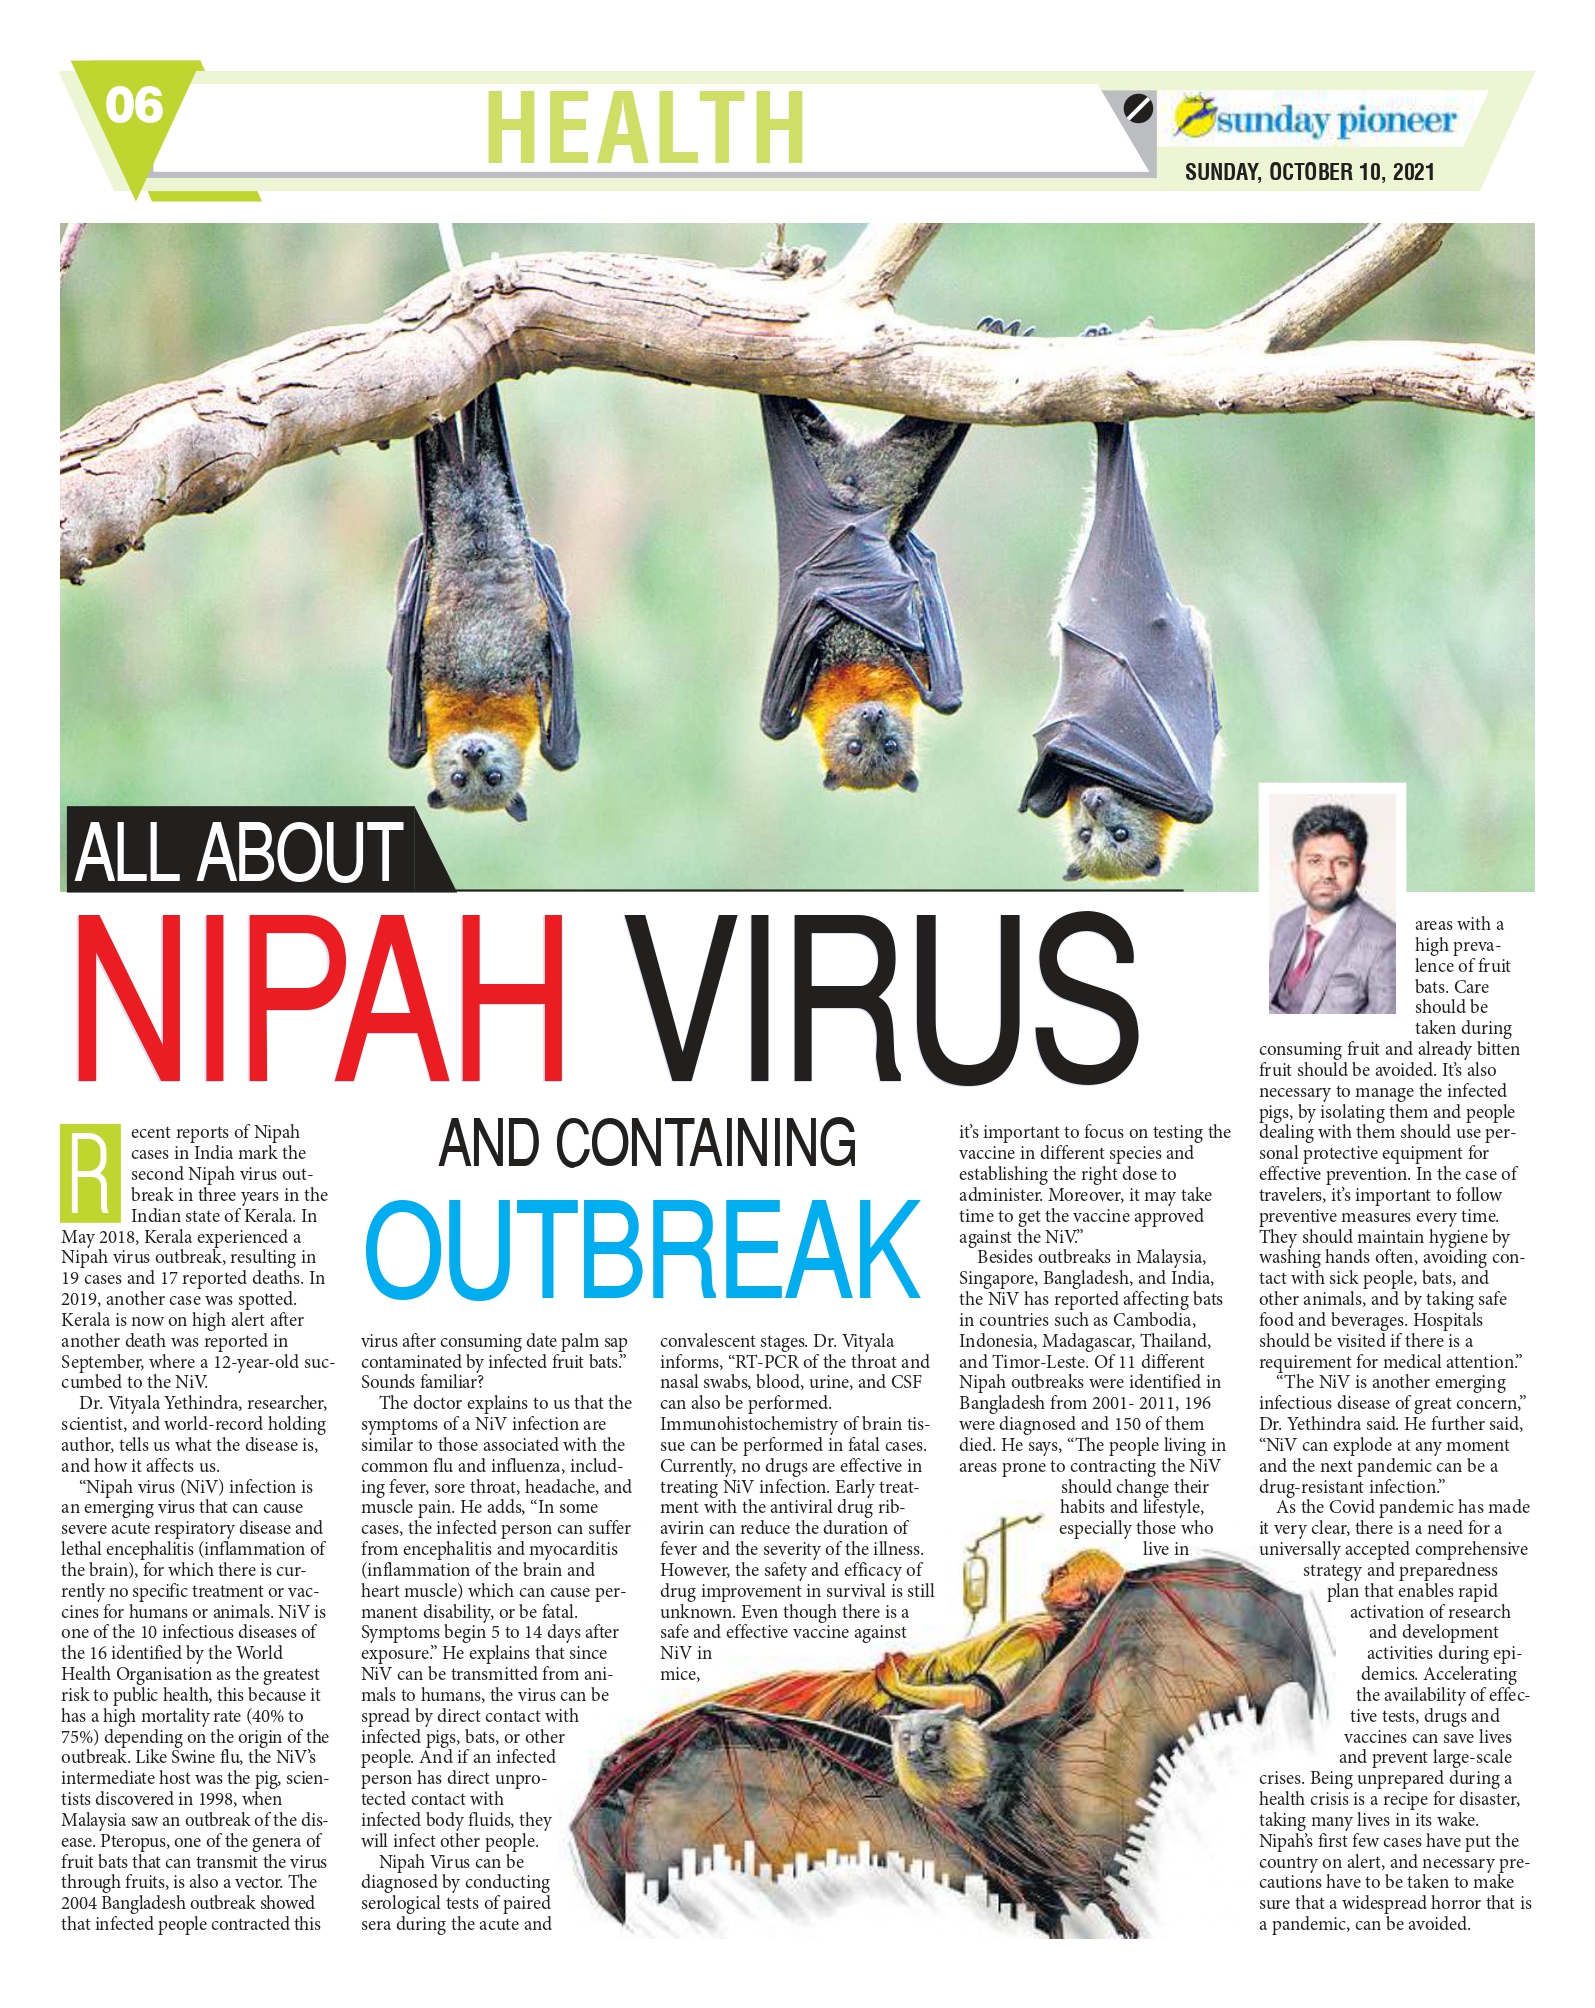 06
HEALTH
sunday pioneer
SUNDAY, OCTOBER 10, 2021
ALL ABOUT
NIPAH VIRUS
AND CONTAINING
OUTBREAK
Recent reports of Nipah
cases in India mark the
second Nipah virus out-
break in three years in the
Indian state of Kerala. In
May 2018, Kerala experienced a
Nipah virus outbreak, resulting in
19 cases and 17 reported deaths. In
2019, another case was spotted.
Kerala is now on high alert after
another death was reported in
September, where a 12-year-old suc-
cumbed to the NiV.
Dr. Vityala Yethindra, researcher,
scientist, and world-record holding
author, tells us what the disease is,
and how it affects us.
“Nipah virus (NiV) infection is
an emerging virus that can cause
severe acute respiratory disease and
lethal encephalitis (inflammation of
the brain), for which there is cur-
rently no specific treatment or vac-
cines for humans or animals. NiV is
one of the 10 infectious diseases of
the 16 identified by the World
Health Organisation as the greatest
risk to public health, this because it
has a high mortality rate (40% to
75%) depending on the origin of the
outbreak. Like Swine flu, the NiV’s
intermediate host was the pig, scien-
tists discovered in 1998, when
Malaysia saw an outbreak of the dis-
ease. Pteropus, one of the genera of
fruit bats that can transmit the virus
through fruits, is also a vector. The
2004 Bangladesh outbreak showed
that infected people contracted this
virus after consuming date palm sap
contaminated by infected fruit bats.”
Sounds familiar?
The doctor explains to us that the
symptoms of a NiV infection are
similar to those associated with the
common flu and influenza, includ-
ing fever, sore throat, headache, and
muscle pain. He adds, “In some
cases, the infected person can suffer
from encephalitis and myocarditis
(inflammation of the brain and
heart muscle) which can cause per-
manent disability, or be fatal.
Symptoms begin 5 to 14 days after
exposure.” He explains that since
NiV can be transmitted from ani-
mals to humans, the virus can be
spread by direct contact with
infected pigs, bats, or other
people. And if an infected
person has direct unpro-
tected contact with
infected body fluids, they
will infect other people.
Nipah Virus can be
diagnosed by conducting
serological tests of paired
sera during the acute and
convalescent stages. Dr. Vityala
informs, “RT-PCR of the throat and
nasal swabs, blood, urine, and CSF
can also be performed.
Immunohistochemistry of brain tis-
sue can be performed in fatal cases.
Currently, no drugs are effective in
treating NiV infection. Early treat-
ment with the antiviral drug rib-
avirin can reduce the duration of
fever and the severity of the illness.
However, the safety and efficacy of
drug improvement in survival is still
unknown. Even though there is a
safe and effective vaccine against
NiV in
mice,
it’s important to focus on testing the
vaccine in different species and
establishing the right dose to
administer. Moreover, it may take
time to get the vaccine approved
against the NiV.”
Besides outbreaks in Malaysia,
Singapore, Bangladesh, and India,
the NiV has reported affecting bats
in countries such as Cambodia,
Indonesia, Madagascar, Thailand,
and Timor-Leste. Of 11 different
Nipah outbreaks were identified in
Bangladesh from 2001- 2011, 196
were diagnosed and 150 of them
died. He says, “The people living in
areas prone to contracting the NiV
should change their
habits and lifestyle,
especially those who
live in
areas with a
high preva-
lence of fruit
bats. Care
should be
taken during
consuming fruit and already bitten
fruit should be avoided. It’s also
necessary to manage the infected
pigs, by isolating them and people
dealing with them should use per-
sonal protective equipment for
effective prevention. In the case of
travelers, it’s important to follow
preventive measures every time.
They should maintain hygiene by
washing hands often, avoiding con-
tact with sick people, bats, and
other animals, and by taking safe
food and beverages. Hospitals
should be visited if there is a
requirement for medical attention.”
“The NiV is another emerging
infectious disease of great concern,”
Dr. Yethindra said. He further said,
“NiV can explode at any moment
and the next pandemic can be a
drug-resistant infection.”
As the Covid pandemic has made
it very clear, there is a need for a
universally accepted comprehensive
strategy and preparedness
plan that enables rapid
activation of research
and development
activities during epi-
demics. Accelerating
the availability of effec-
tive tests, drugs and
vaccines can save lives
and prevent large-scale
crises. Being unprepared during a
health crisis is a recipe for disaster,
taking many lives in its wake.
Nipah’s first few cases have put the
country on alert, and necessary pre-
cautions have to be taken to make
sure that a widespread horror that is
a pandemic, can be avoided.